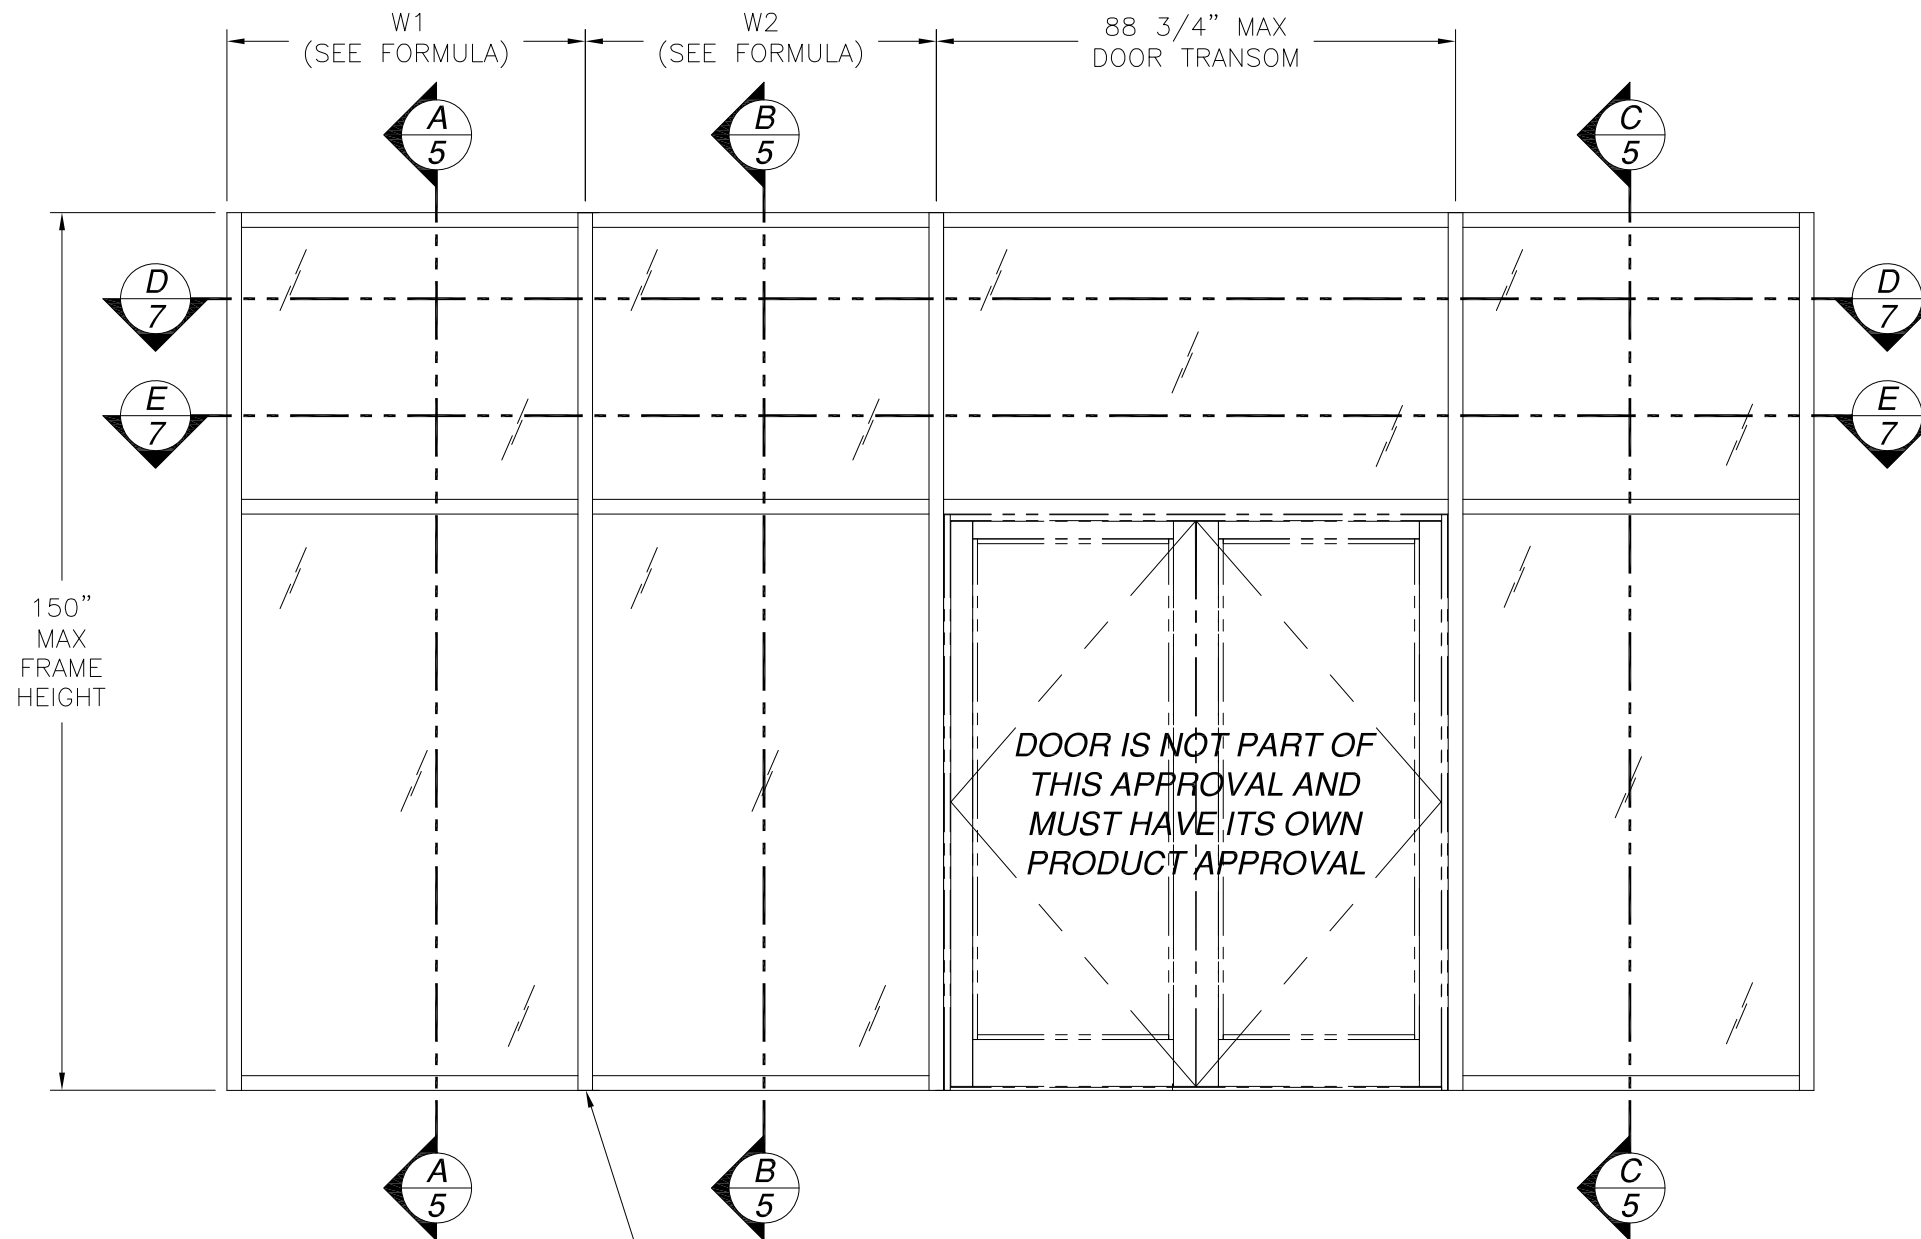 W1
(SEE FORMULA)
W2
(SEE FORMULA)
88 3/4” MAX
DOOR TRANSOM
A
5
B
5
C
5
D
7
D
7
E
7
E
7
150”
MAX
FRAME
HEIGHT
DOOR IS NOT PART OF
THIS APPROVAL AND
MUST HAVE ITS OWN
PRODUCT APPROVAL
A
5
B
5
C
5